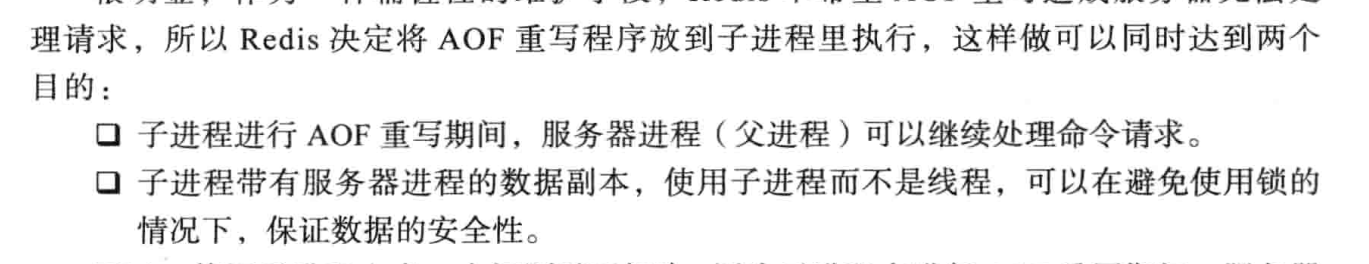 理请求，所以 Redis 决定将 AOF 重写程序放到子进程里执行，这样做可以同时达到两个
目的：
❑ 子进程进行 AOF 重写期间，服务器进程（父进程）可以继续处理命令请求。
❑ 子进程带有服务器进程的数据副本，使用子进程而不是线程，可以在避免使用锁的
情况下，保证数据的安全性。